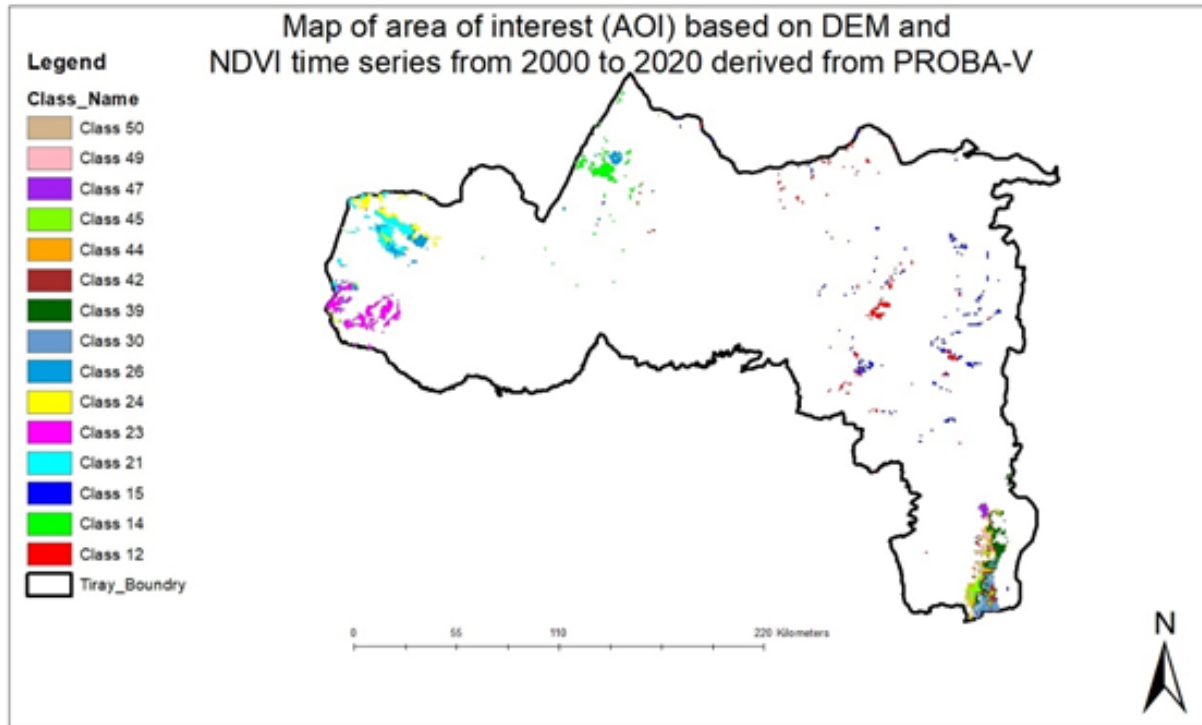 Map of area of interest (AOI) based on DEM and
NDVI time series from 2000 to 2020 derived from PROBA-V
Legend
Class_Name
Class 50
Class 49
Class 47
Class 45
Class 44
Class 42
Class 39
Class 30
Class 26
Class 24
Class 23
Class 21
Class 15
Class 14
Class 12
Tiray_Boundry
0 55 110 220 Kilometers
N